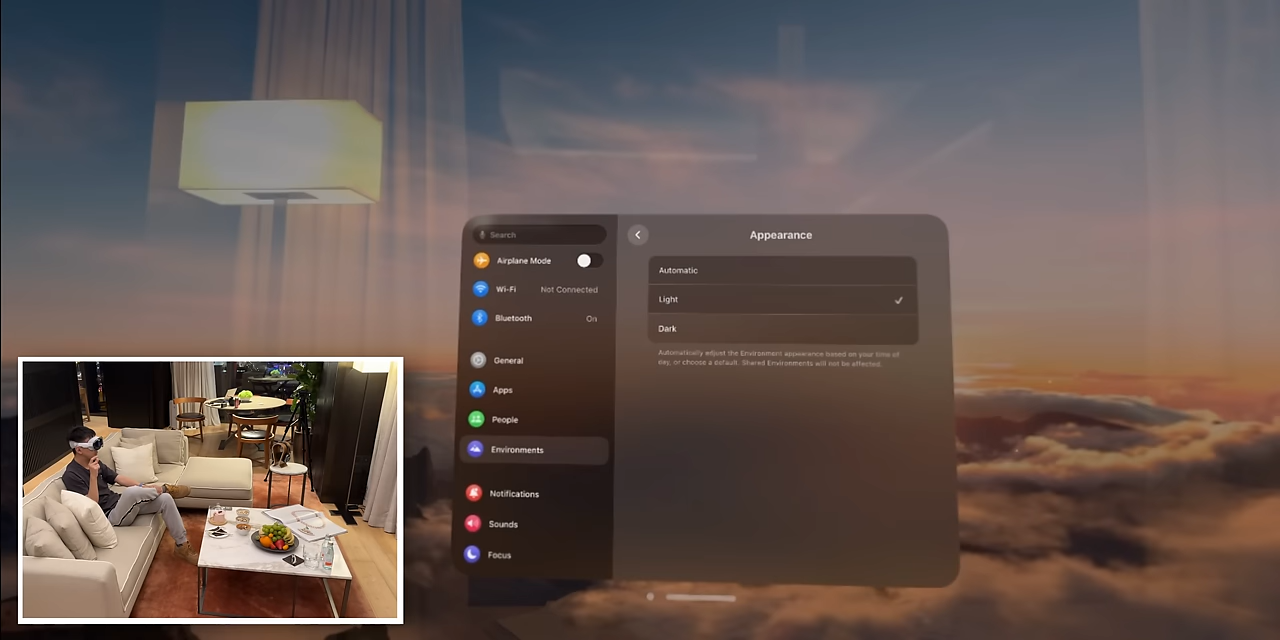 Search
Airplane Mode
Wi-Fi Not Connected
Bluetooth On
General
Apps
People
Environments
Notifications
Sounds
Focus
Appearance
Automatic
Light
Dark
Automatically adjust the Environment appearance based on your time of
day, or choose a default. Shared Environments will not be affected.